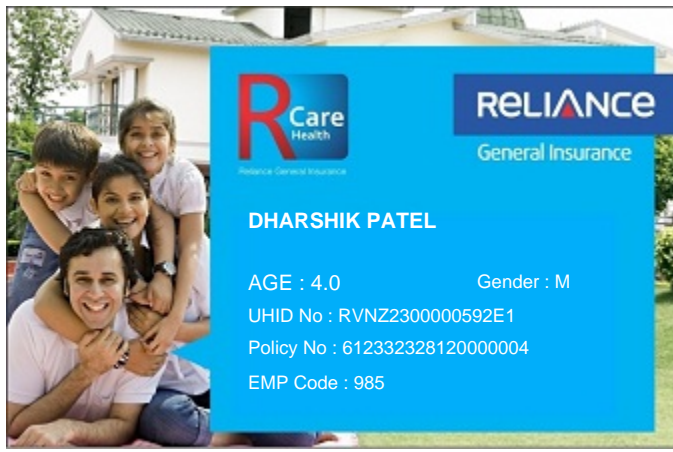 R Care
Health
Reliance General Insurance
RELIANCE
General Insurance
DHARSHIK PATEL
AGE : 4.0 Gender : M
UHID No : RVNZ2300000592E1
Policy No : 612332328120000004
EMP Code : 985